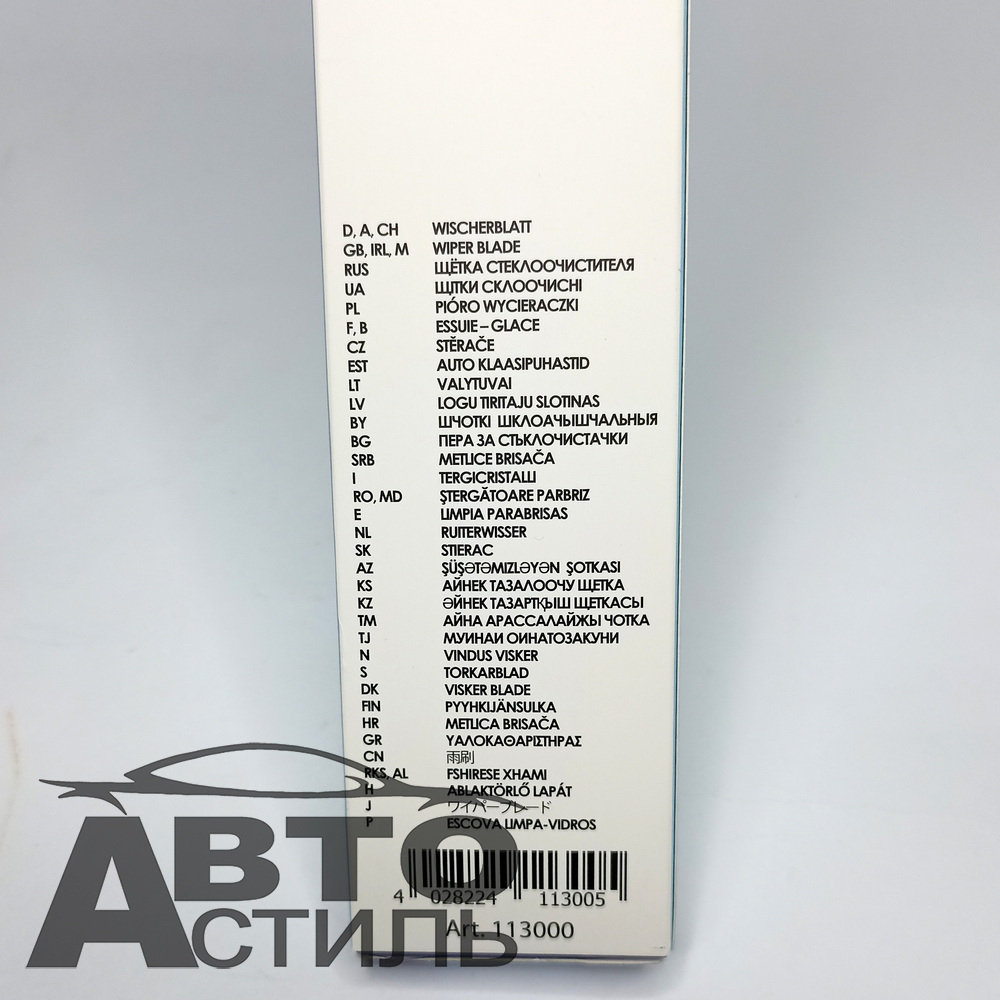 D, A, CH WISCHERBLATT
GB, IRL, M WIPER BLADE
RUS ЩЁТКА СТЕКЛООЧИСТИТЕЛЯ
UA ЩІТКИ СКЛООЧИСНІ
PL PIÓRO WYCIERACZKI
F, B ESSUIE – GLACE
CZ STĚRAČE
EST AUTO KLAASIPUHASTID
LT VALYTUVAI
LV LOGU TIRITAJU SLOTINAS
BY ШЧОТКІ ШКЛОАЧЫШЧАЛЬНЫЯ
BG ПЕРА ЗА СТЪКЛОЧИСТАЧКИ
SRB METLICE BRISAČA
I TERGICRISTALLI
RO, MD ŞTERGĂTOARE PARBRIZ
E LIMPIA PARABRISAS
NL RUITERWISSER
SK STIERAC
AZ ŞÜŞƏTƏMIZLƏYƏN ŞOTKASI
KS АЙНЕК ТАЗАЛООЧУ ЩЕТКА
KZ ӘЙНЕК ТАЗАРТҚЫШ ЩЕТКАСЫ
TM АЙНА АРАССАЛАЙЖЫ ЧОТКА
TJ МУИНАИ ОИНАТОЗАКУНИ
N VINDUS VISKER
S TORKARBLAD
DK VISKER BLADE
FIN PYYHKIJÄNSULKA
HR METLICA BRISAČA
GR ΥΑΛΟΚΑΘΑΡΙΣΤΗΡΑΣ
CN 雨刷
RKS, AL FSHIRESE XHAMI
H ABLAKTÖRLŐ LAPÁT
J ワイパーブレード
P ESCOVA LIMPA-VIDROS
4 028224 113005
Art. 113000
АВТО
СТИЛЬ